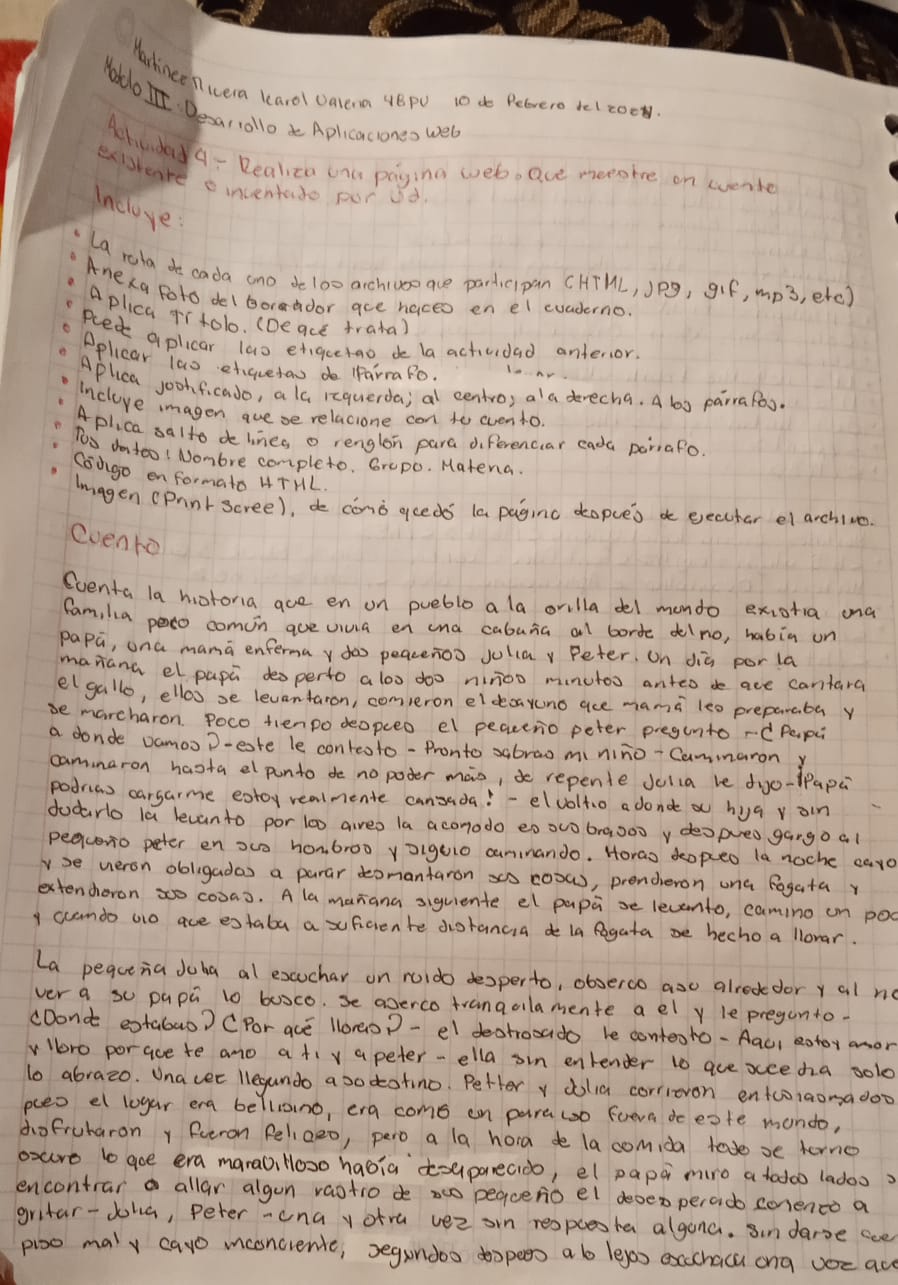 Martinez Rivera Karol Valeria 4BPV 10 de Febrero del
Modulo III. Desarrollo de Aplicaciones Web
Actividad 9 - Realiza una página web. Que muestre un cuento
existente o inventado por Ud.
Incluye:
• La ruta de cada uno de los archivos que participan (HTML, jpg, gif, mp3, etc)
• Anexa Foto del borrador que haces en el cuaderno.
• Aplica Titolo. (De que trata)
• Puede aplicar las etiquetas de la actividad anterior.
• Aplicar las etiquetas de Párrafo.
• Aplica justificado, a la izquerda; al centro; a la derecha. A los párrafos.
• Incluye imagen que se relacione con tu cuento.
• Aplica salto de linea o renglón para diferenciar cada párrafo.
• Tus datos: Nombre completo. Grupo. Materia.
• Código en formato HTML.
• Imagen (Print Scree), de comó quedó la página después de ejecutar el archivo.
Cuento
Cuenta la historia que en un pueblo a la orilla del mundo existia una
familia poco común que vivia en una cabaña al borde del rio, habia un
papá, una mamá enferma y dos pequeños Julia y Peter. Un día por la
mañana el papá desperto a los dos niños minutos antes de que cantara
el gallo, ellos se levantaron, comieron el desayuno que mamá les preparaba y
se marcharon. Poco tiempo despues el pequeño peter pregunto -¿Papi
a donde vamos?-este le contesto - Pronto sabras mi niño - Caminaron y
caminaron hasta el punto de no poder más, de repente Julia le dijo-¡Papá
podrias cargarme estoy realmente cansada! - el voltio a donde su hija y sin
dudarlo la levanto por los aires la acomodo es sus brasos y despues cargo al
pequeño peter en sus hombros y siguio caminando. Horas despues la noche cayo
y se vieron obligados a parar desmantaron sus cosas, prendieron una fogata y
extendieron sus cosas. A la mañana siguiente el papá se levanto, camino un poc
y cuando vio que estaba a suficiente distancia de la fogata se hecho a llorar.
La pequeña Julia al escuchar un ruido desperto, observo a su alrededor y al no
ver a su papá lo busco. Se acerco tranquilamente a el y le pregunto-
¿Donde estabas? ¿Por qué lloras? - el destrosado le contesto - Aqui estoy amor
y lloro porque te amo a ti y a peter - ella sin entender lo que sucedia solo
lo abrazo. Una vez llegando a su destino. Petter y Julia corrieron entusiasmados
pues el lugar era bellisimo, era como un paraiso fuera de este mundo,
disfrutaron y fueron felices, pero a la hora de la comida todo se torno
oscuro lo que era maravilloso habia desaparecido, el papá miro a todos lados s
encontrar o allar algun rastro de sus pequeño el desesperado comenco a
gritar - Julia, Peter - una y otra vez sin respuesta alguna. Sin darse cue
piso mal y cayo inconciente, segundos despues a lo lejos escuchaca una voz que